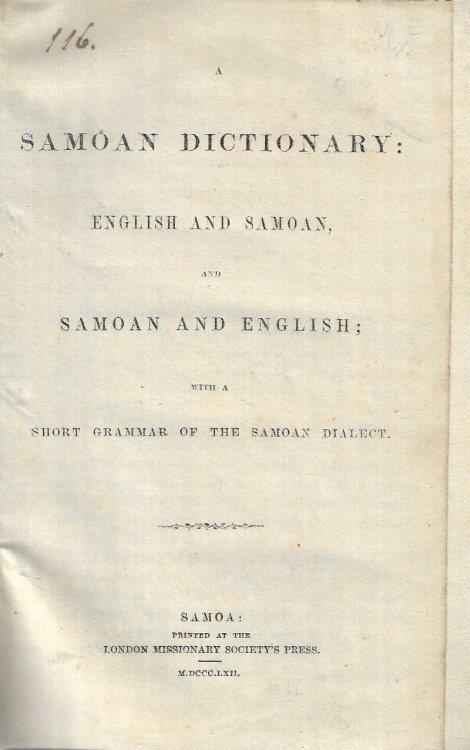 116.
A
SAMOAN DICTIONARY:
ENGLISH AND SAMOAN,
AND
SAMOAN AND ENGLISH;
WITH A
SHORT GRAMMAR OF THE SAMOAN DIALECT.
SAMOA:
PRINTED AT THE
LONDON MISSIONARY SOCIETY'S PRESS.
M.DCCC.LXII.